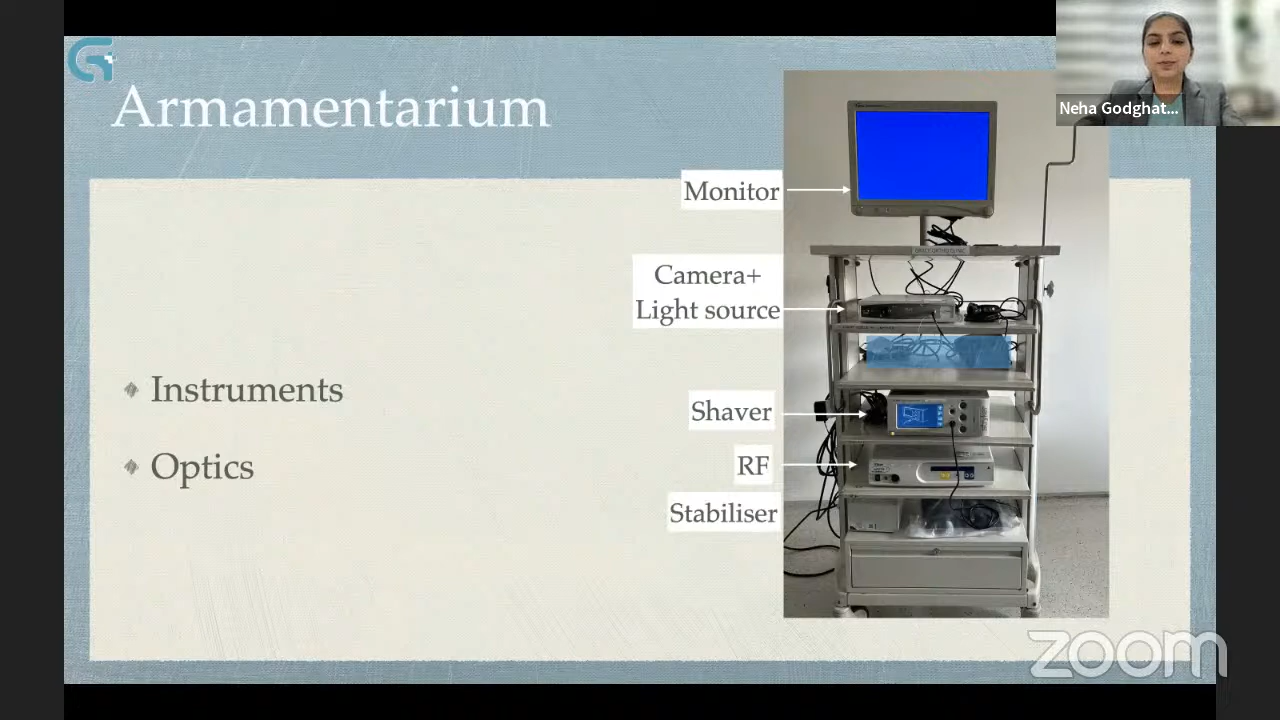 Armamentarium
Neha Godghat...
Monitor
Camera+
Light source
Instruments
Shaver
Optics
RF
Stabiliser
zoom